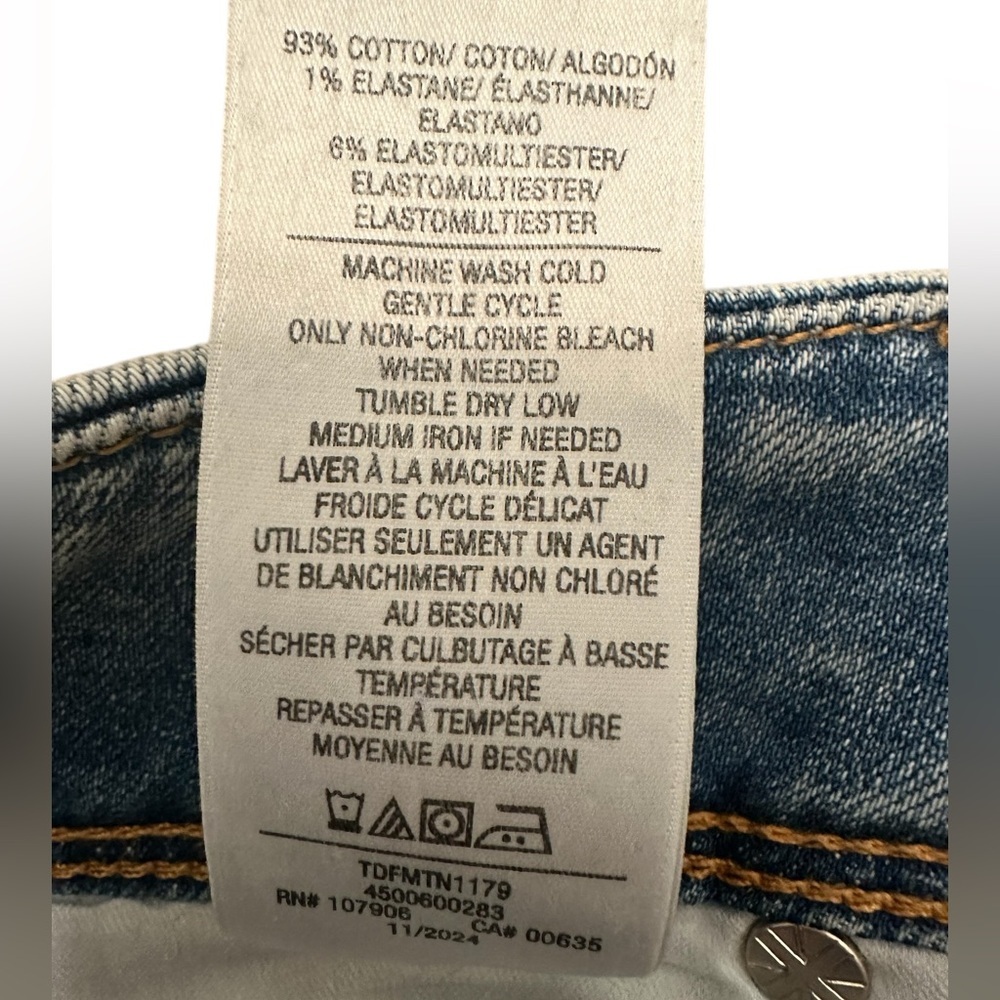 93% COTTON/ COTON/ ALGODÓN
1% ELASTANE/ ÉLASTHANNE/
ELASTANO
6% ELASTOMULTIESTER/
ELASTOMULTIESTER/
ELASTOMULTIESTER
MACHINE WASH COLD
GENTLE CYCLE
ONLY NON-CHLORINE BLEACH
WHEN NEEDED
TUMBLE DRY LOW
MEDIUM IRON IF NEEDED
LAVER À LA MACHINE À L'EAU
FROIDE CYCLE DÉLICAT
UTILISER SEULEMENT UN AGENT
DE BLANCHIMENT NON CHLORÉ
AU BESOIN
SÉCHER PAR CULBUTAGE À BASSE
TEMPÉRATURE
REPASSER À TEMPÉRATURE
MOYENNE AU BESOIN
TDFMTN1179
4500600283
RN# 107906 CA# 00635
11/2024